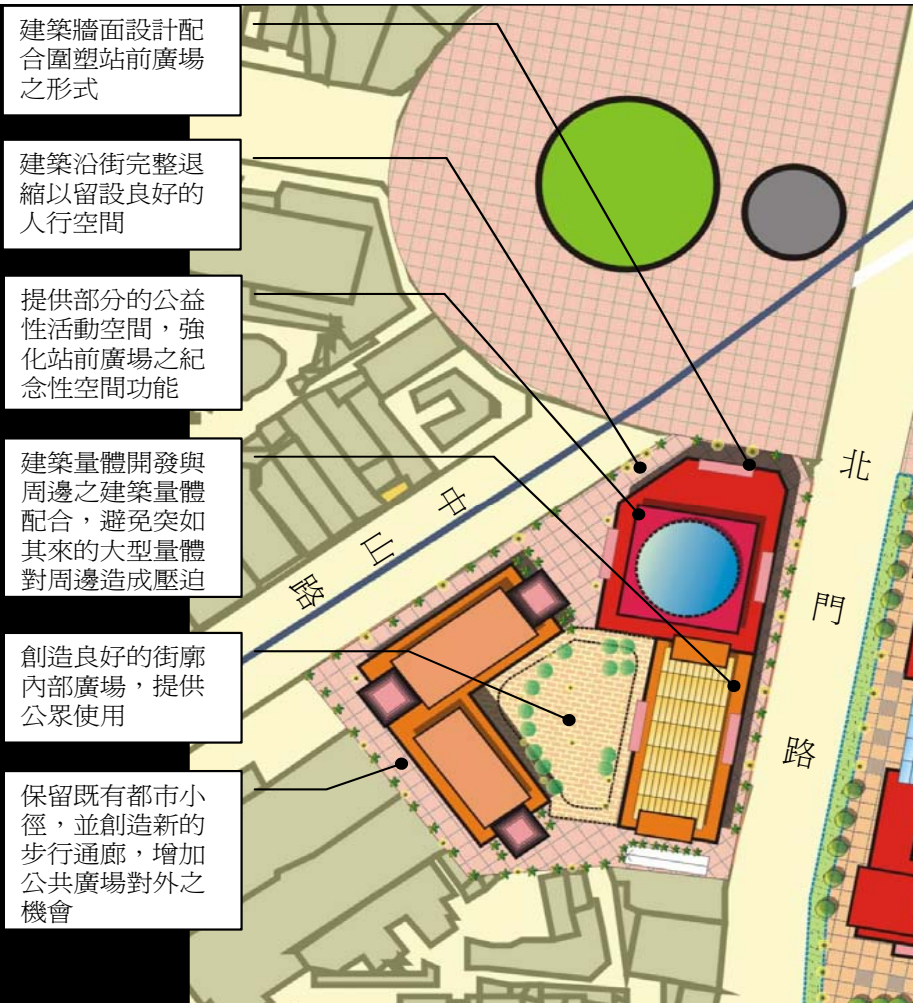 建築牆面設計配
合圍塑站前廣場
之形式
建築沿街完整退
縮以留設良好的
人行空間
提供部分的公益
性活動空間，強
化站前廣場之紀
念性空間功能
建築量體開發與
周邊之建築量體
配合，避免突如
其來的大型量體
對周邊造成壓迫
創造良好的街廓
內部廣場，提供
公眾使用
保留既有都市小
徑，並創造新的
步行通廊，增加
公共廣場對外之
機會
中山路
北門路